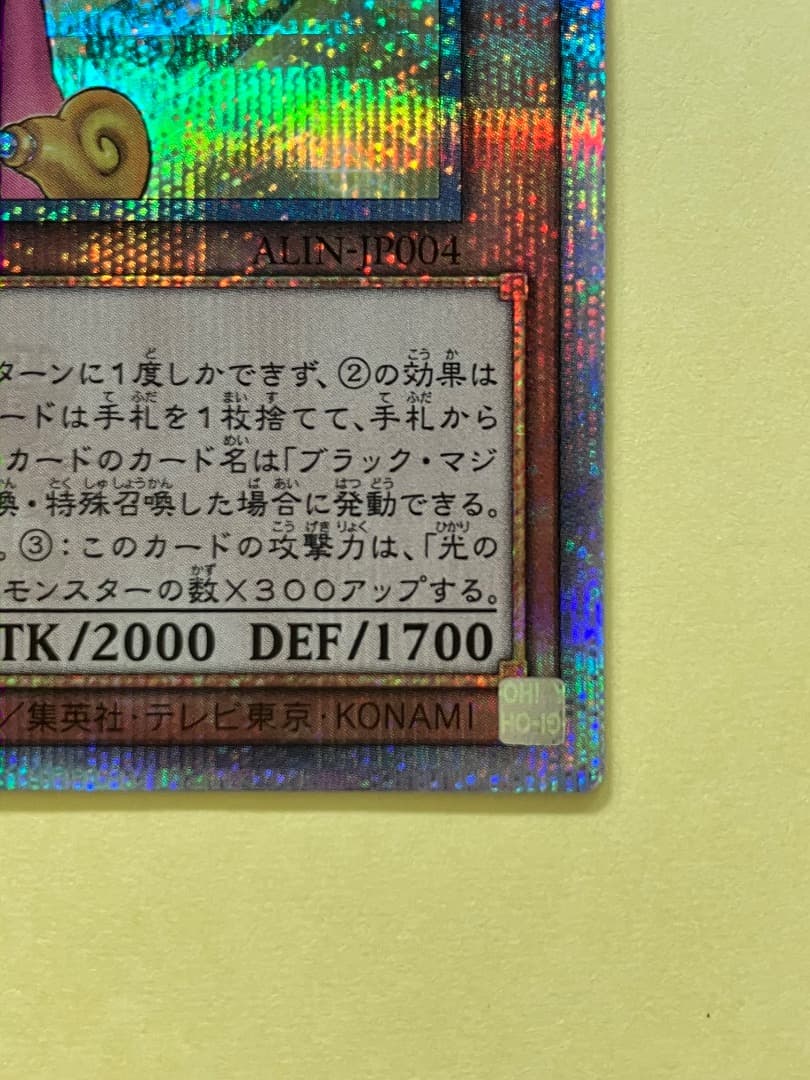 ALIN-JP004
ターンに1度しかできず、②の効果は
ードは手札を1枚捨てて、手札から
カードのカード名は「ブラック・マジ
喚・特殊召喚した場合に発動できる。
。③:このカードの攻撃力は、「光の
モンスターの数×300アップする。
TK/2000 DEF/1700
/集英社・テレビ東京・KONAMI